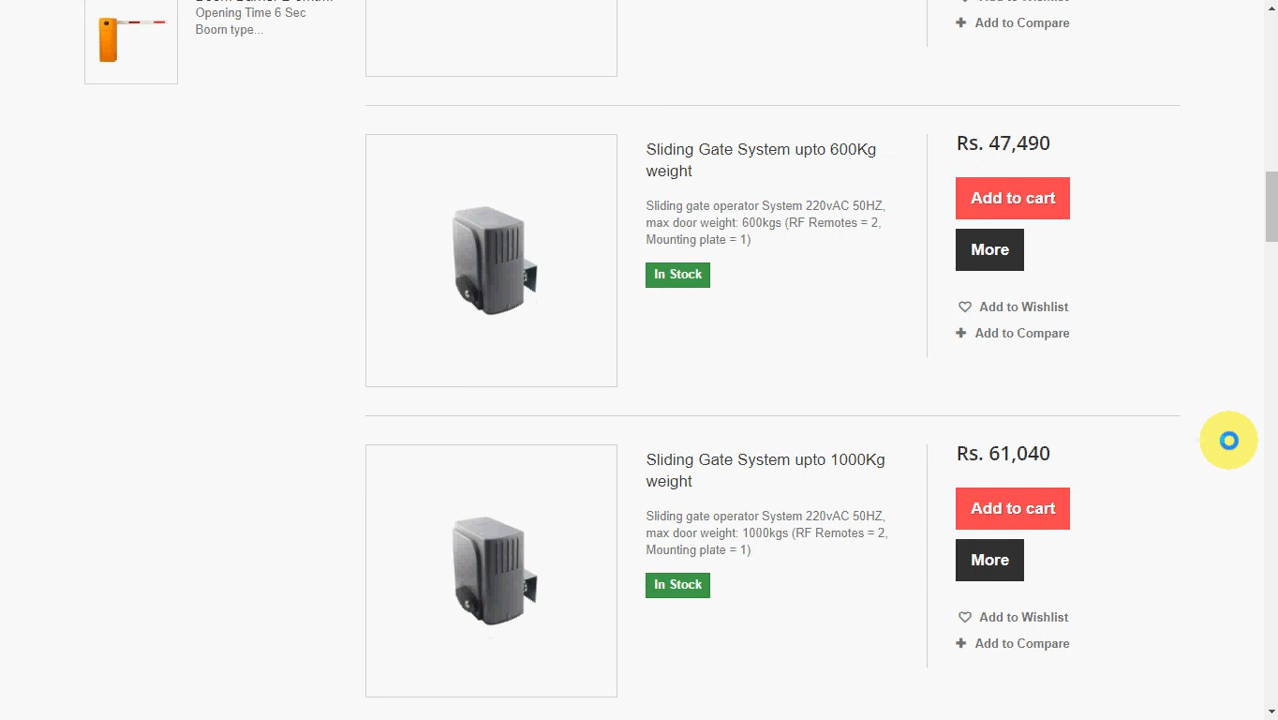 Opening Time 6 Sec
Boom type...
Add to Compare
Sliding Gate System upto 600Kg
weight
Sliding gate operator System 220vAC 50HZ,
max door weight: 600kgs (RF Remotes = 2,
Mounting plate = 1)
In Stock
Rs. 47,490
Add to cart
More
Add to Wishlist
Add to Compare
Sliding Gate System upto 1000Kg
weight
Sliding gate operator System 220vAC 50HZ,
max door weight: 1000kgs (RF Remotes = 2,
Mounting plate = 1)
In Stock
Rs. 61,040
Add to cart
More
Add to Wishlist
Add to Compare